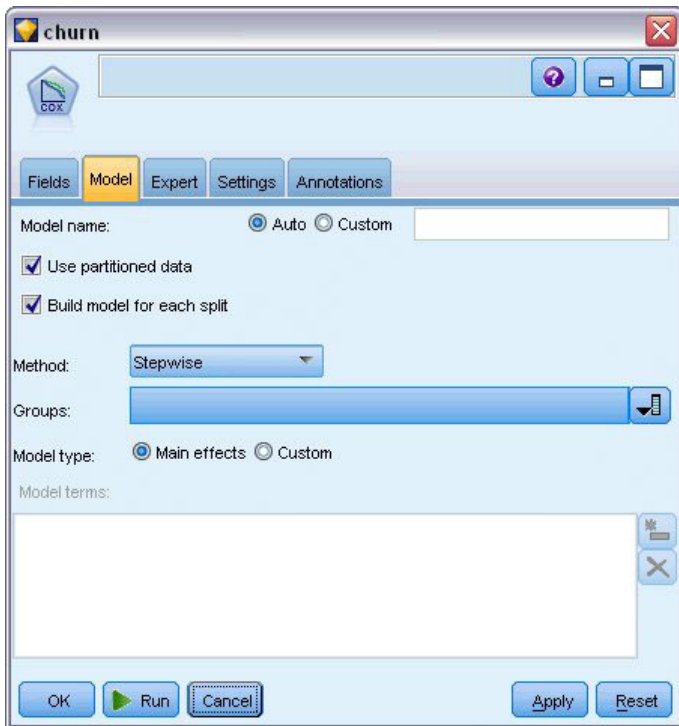 churn
COX
Fields Model Expert Settings Annotations
Model name: Auto Custom
Use partitioned data
Build model for each split
Method: Stepwise
Groups:
Model type: Main effects Custom
Model terms:
OK Run Cancel Apply Reset